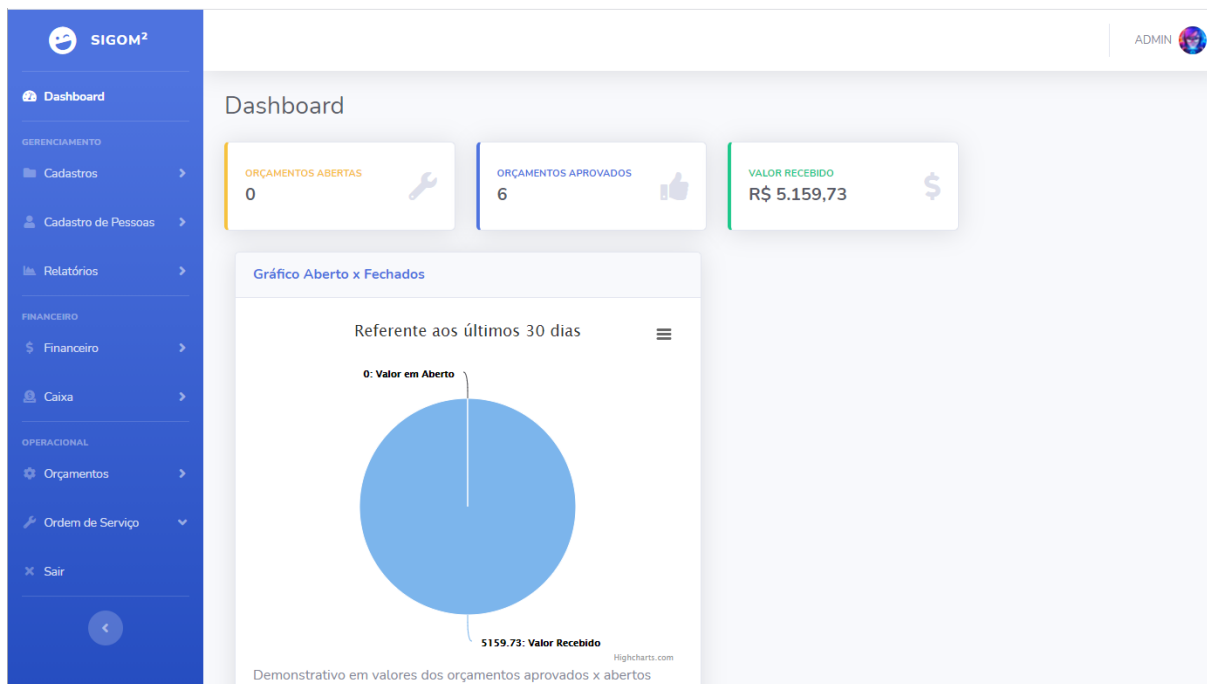 SIGOM²
ADMIN
Dashboard
GERENCIAMENTO
Cadastros
Cadastro de Pessoas
Relatórios
FINANCEIRO
$ Financeiro
Caixa
OPERACIONAL
Orçamentos
Ordem de Serviço
Sair
Dashboard
ORÇAMENTOS ABERTAS
0
ORÇAMENTOS APROVADOS
6
VALOR RECEBIDO
R$ 5.159,73
$
Gráfico Aberto x Fechados
Referente aos últimos 30 dias
0: Valor em Aberto
5159.73: Valor Recebido
Highcharts.com
Demonstrativo em valores dos orçamentos aprovados x abertos